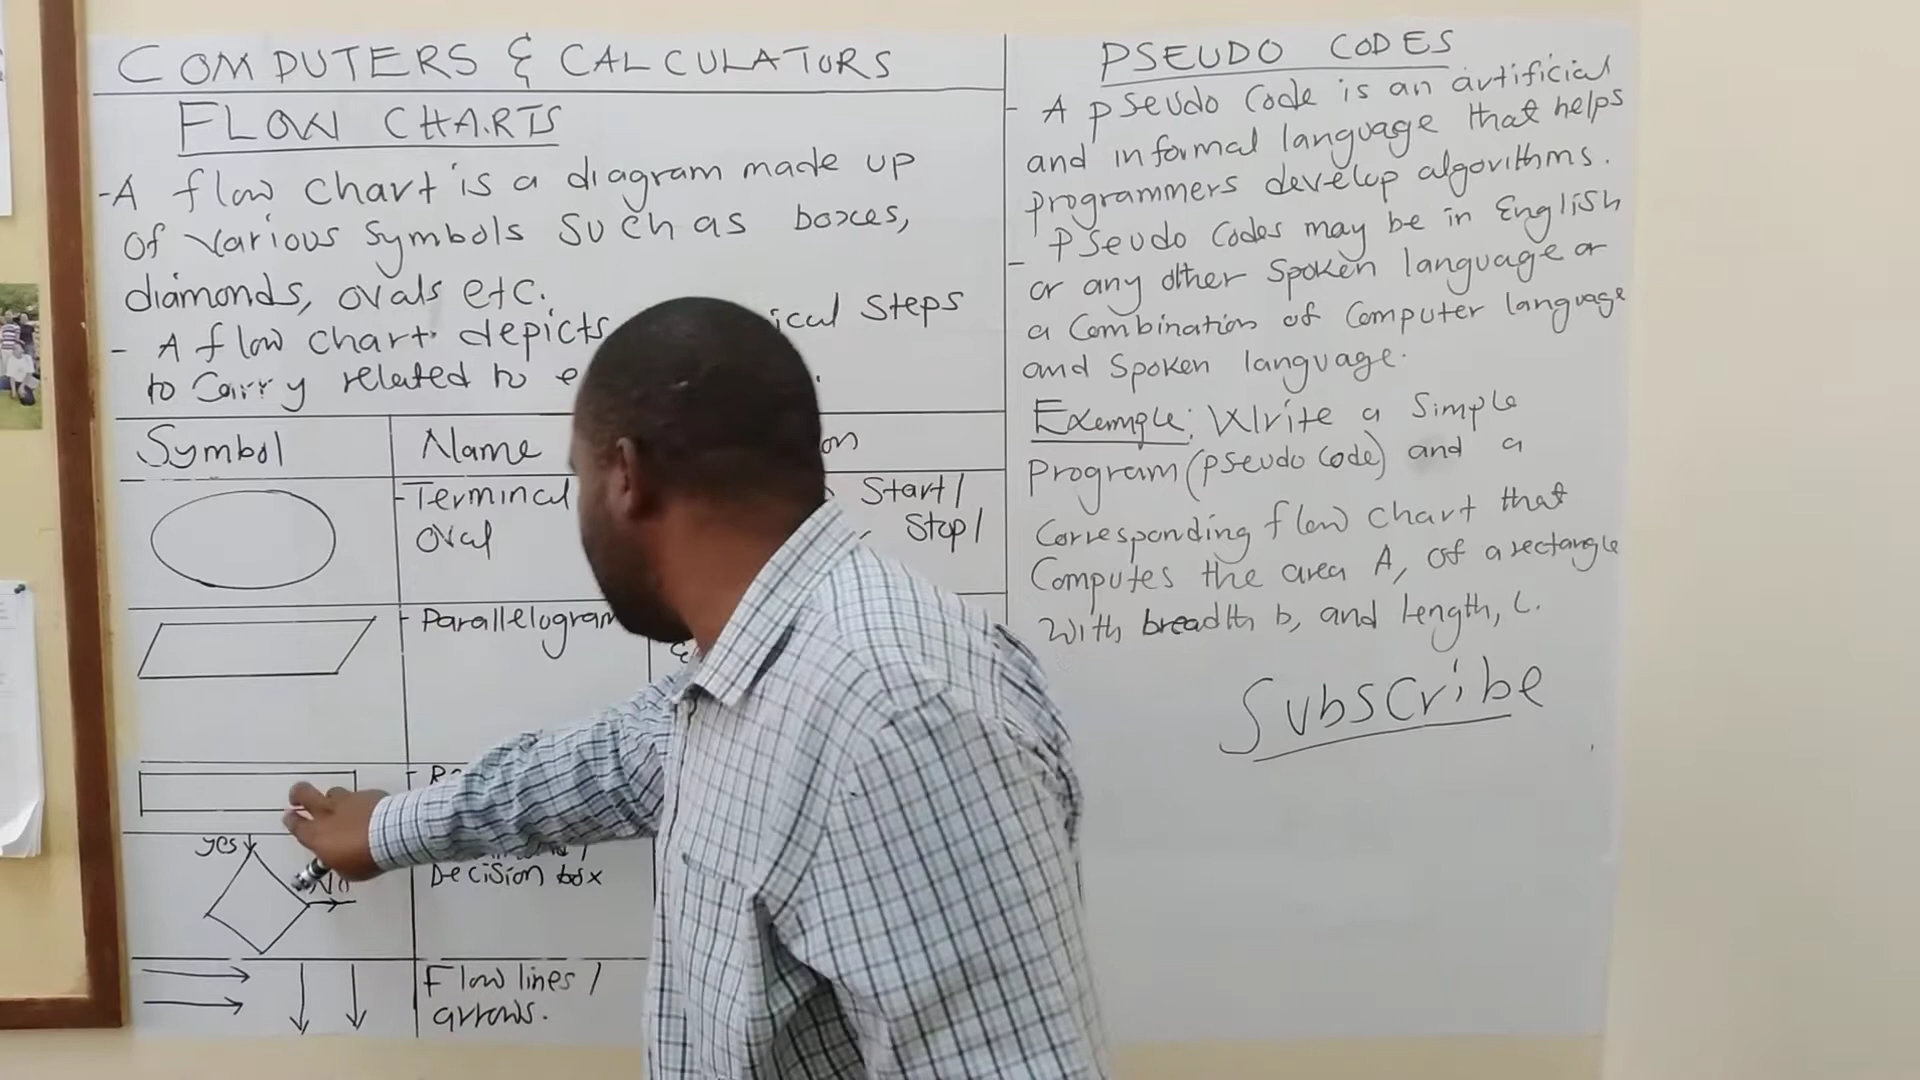 COMPUTERS & CALCULATORS
FLOW CHARTS
- A flow chart is a diagram made up
of various symbols such as boxes,
diamonds, ovals etc.
- A flow chart depicts ical steps
to carry related to
Symbol Name
- Terminal Start/
Oval Stop/
- Parallelogram
yes
No
Decision box
Flow lines /
arrows.
PSEUDO CODES
- A pseudo code is an artificial
and informal language that helps
programmers develop algorithms.
- Pseudo codes may be in English
or any other spoken language or
a combination of computer language
and spoken language.
Example: Write a simple
program (pseudo code) and a
corresponding flow chart that
computes the area A, of a rectangle
with breadth b, and length, L.
Subscribe